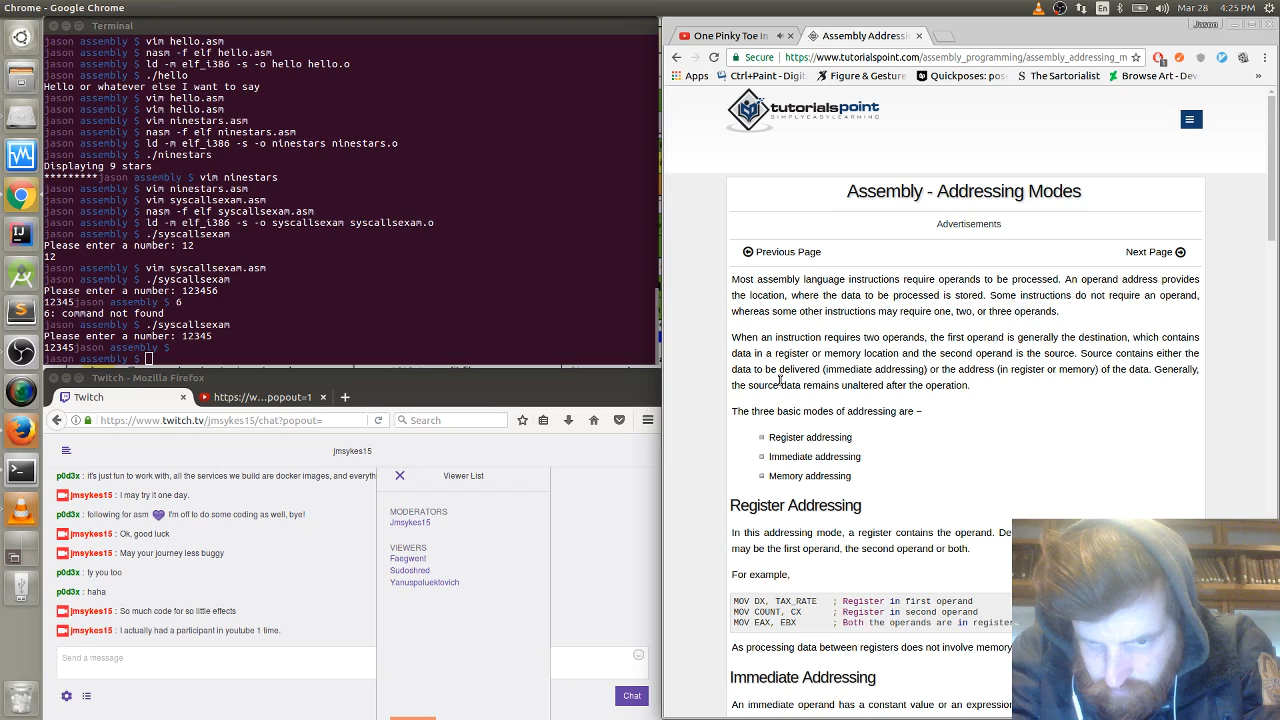 Chrome - Chrome
En
Mar 28
4:25 PM
Terminal
jason assembly $ vim hello.asm
jason assembly $ nasm -f elf hello.asm
jason assembly $ ld -m elf_i386 -s -o hello hello.o
jason assembly $ ./hello
Hello or whatever else I want to say
jason assembly $ vim hello.asm
jason assembly $ vim hello.asm
jason assembly $ vim ninestars.asm
jason assembly $ nasm -f elf ninestars.asm
jason assembly $ ld -m elf_i386 -s -o ninestars ninestars.o
jason assembly $ ./ninestars
Displaying 9 stars
*********jason assembly $ vim ninestars
jason assembly $ vim ninestars.asm
jason assembly $ vim syscallsexam.asm
jason assembly $ nasm -f elf syscallsexam.asm
jason assembly $ ld -m elf_i386 -s -o syscallsexam syscallsexam.o
jason assembly $ ./syscallsexam
Please enter a number: 12
12
jason assembly $ vim syscallsexam.asm
jason assembly $ ./syscallsexam
Please enter a number: 123456
12345jason assembly $ 6
6: command not found
jason assembly $ ./syscallsexam
Please enter a number: 12345
12345jason assembly $
jason assembly $
Twitch - Mozilla Firefox
Twitch
https://w...popout=1
https://www.twitch.tv/jmsykes15/chat?popout=
Search
jmsykes15
p0d3x : it's just fun to work with, all the services we build are docker images, and everyth
jmsykes15 : I may try it one day.
p0d3x : following for asm 💜 I'm off to do some coding as well, bye!
jmsykes15 : Ok, good luck
jmsykes15 : May your journey less buggy
p0d3x : ty you too
p0d3x : haha
jmsykes15 : So much code for so little effects
jmsykes15 : I actually had a participant in youtube 1 time.
Send a message
Chat
Viewer List
MODERATORS
Jmsykes15
VIEWERS
Faegwent
Sudoshred
Yanuspoluektovich
Jason
One Pinky Toe In
Assembly Addressi
Secure
https://www.tutorialspoint.com/assembly_programming/assembly_addressing_m
Apps
Ctrl+Paint - Digit
Figure & Gesture
Quickposes: pos
The Sartorialist
Browse Art - Dev
tutorialspoint
SIMPLYEASYLEARNING
Assembly - Addressing Modes
Advertisements
Previous Page
Next Page
Most assembly language instructions require operands to be processed. An operand address provides
the location, where the data to be processed is stored. Some instructions do not require an operand,
whereas some other instructions may require one, two, or three operands.
When an instruction requires two operands, the first operand is generally the destination, which contains
data in a register or memory location and the second operand is the source. Source contains either the
data to be delivered (immediate addressing) or the address (in register or memory) of the data. Generally,
the source data remains unaltered after the operation.
The three basic modes of addressing are −
Register addressing
Immediate addressing
Memory addressing
Register Addressing
In this addressing mode, a register contains the operand. De
may be the first operand, the second operand or both.
For example,
MOV DX, TAX_RATE ; Register in first operand
MOV COUNT, CX ; Register in second operand
MOV EAX, EBX ; Both the operands are in register
As processing data between registers does not involve memory
Immediate Addressing
An immediate operand has a constant value or an expression